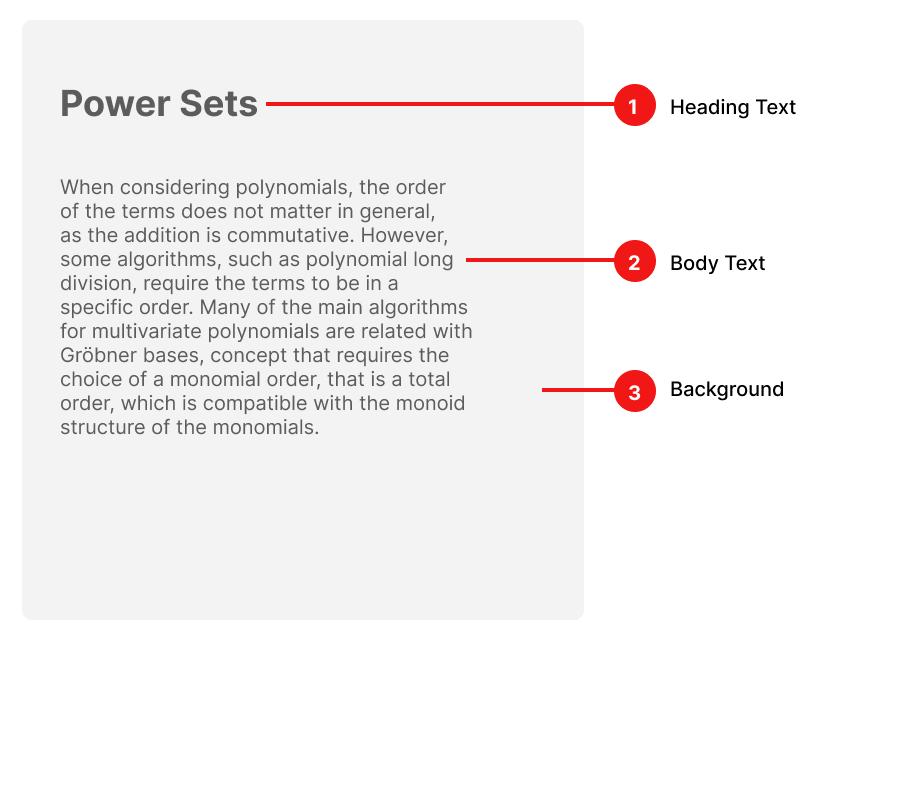 Power Sets
1 Heading Text
When considering polynomials, the order
of the terms does not matter in general,
as the addition is commutative. However,
some algorithms, such as polynomial long
2 Body Text
division, require the terms to be in a
specific order. Many of the main algorithms
for multivariate polynomials are related with
Gröbner bases, concept that requires the
choice of a monomial order, that is a total
3 Background
order, which is compatible with the monoid
structure of the monomials.